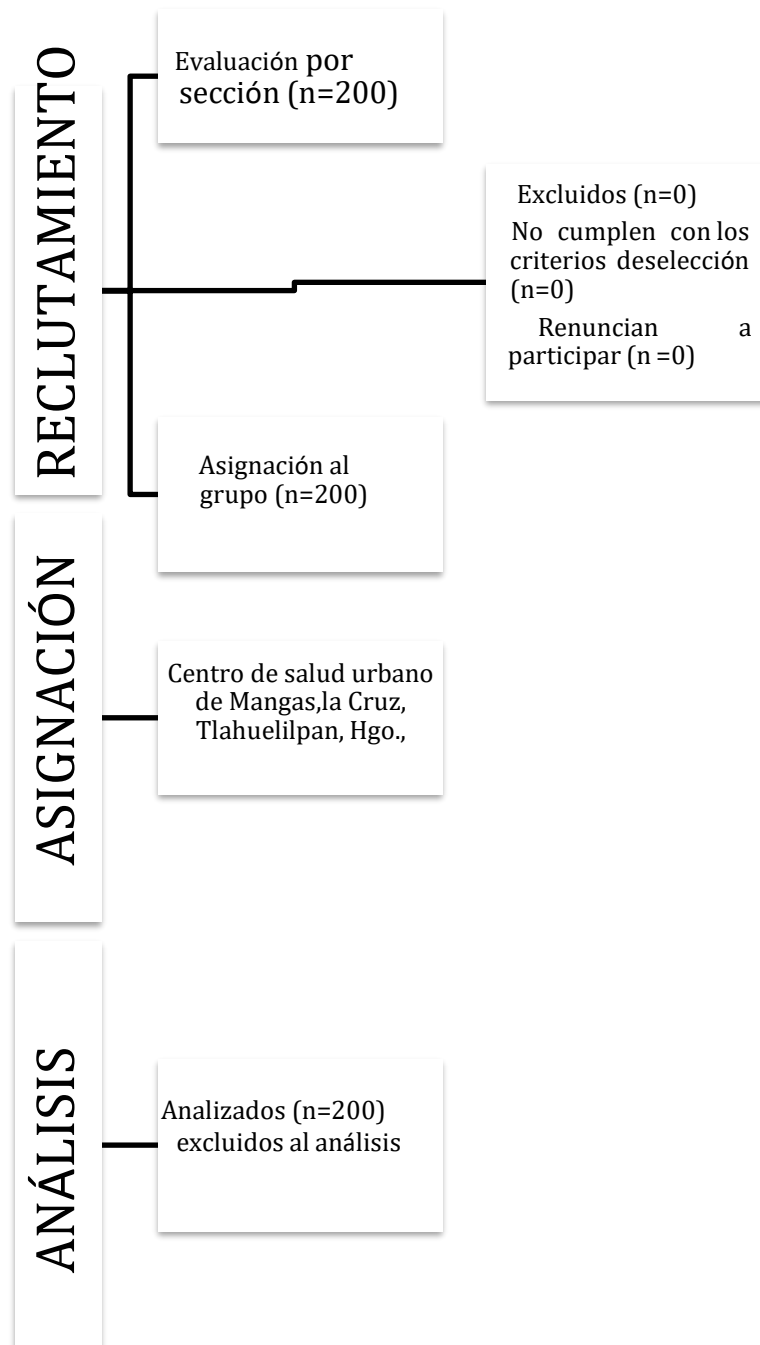 RECLUTAMIENTO
Evaluación por
sección (n=200)
Excluidos (n=0)
No cumplen con los
criterios deselección
(n=0)
Renuncian a
participar (n =0)
Asignación al
grupo (n=200)
ASIGNACIÓN
Centro de salud urbano
de Mangas,la Cruz,
Tlahuelilpan, Hgo.,
ANÁLISIS
Analizados (n=200)
excluidos al análisis